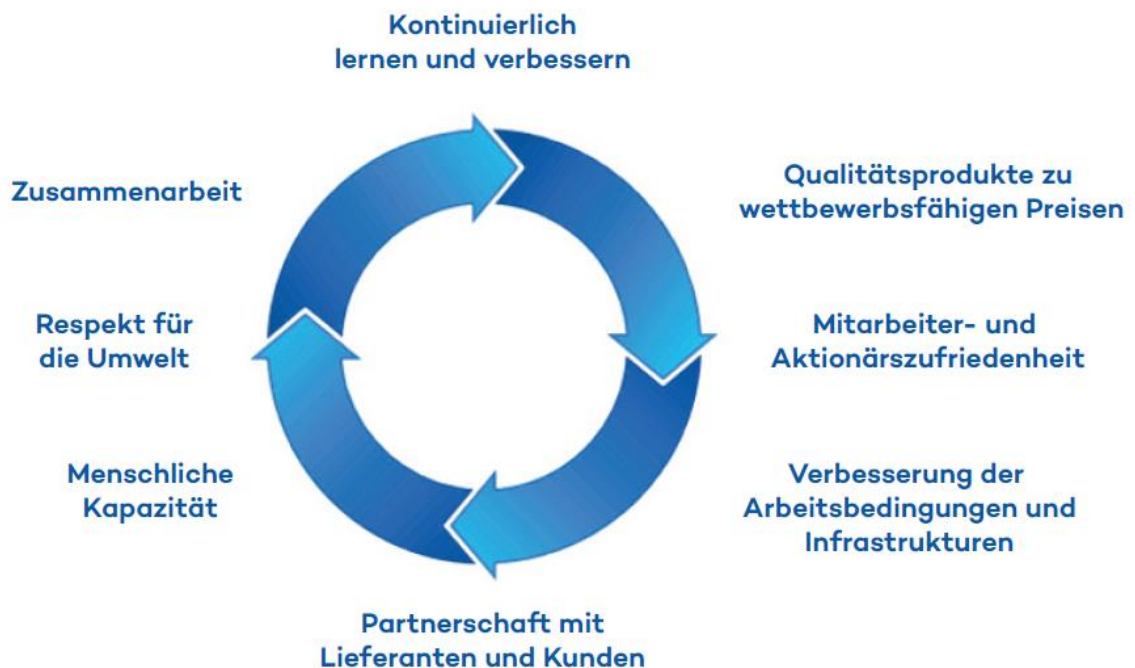 Kontinuierlich
lernen und verbessern
Qualitätsprodukte zu
wettbewerbsfähigen Preisen
Mitarbeiter- und
Aktionärszufriedenheit
Verbesserung der
Arbeitsbedingungen und
Infrastrukturen
Partnerschaft mit
Lieferanten und Kunden
Menschliche
Kapazität
Respekt für
die Umwelt
Zusammenarbeit